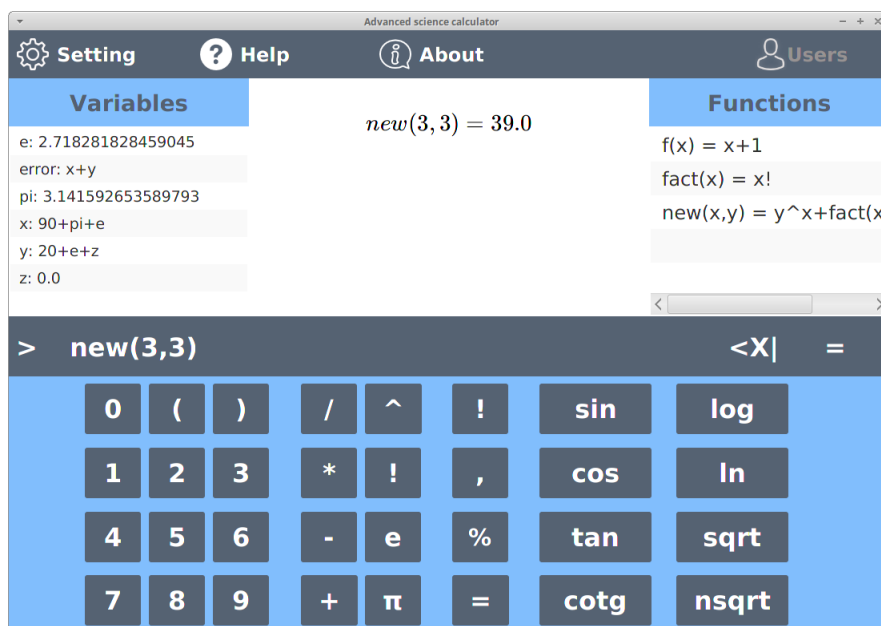 Advanced science calculator
Setting Help About Users
Variables
e: 2.718281828459045
error: x+y
pi: 3.141592653589793
x: 90+pi+e
y: 20+e+z
z: 0.0
new(3, 3) = 39.0
Functions
f(x) = x+1
fact(x) = x!
new(x,y) = y^x+fact(x
> new(3,3) <X| =
0 ( ) / ^ ! sin log
1 2 3 * ! , cos ln
4 5 6 - e % tan sqrt
7 8 9 + π = cotg nsqrt